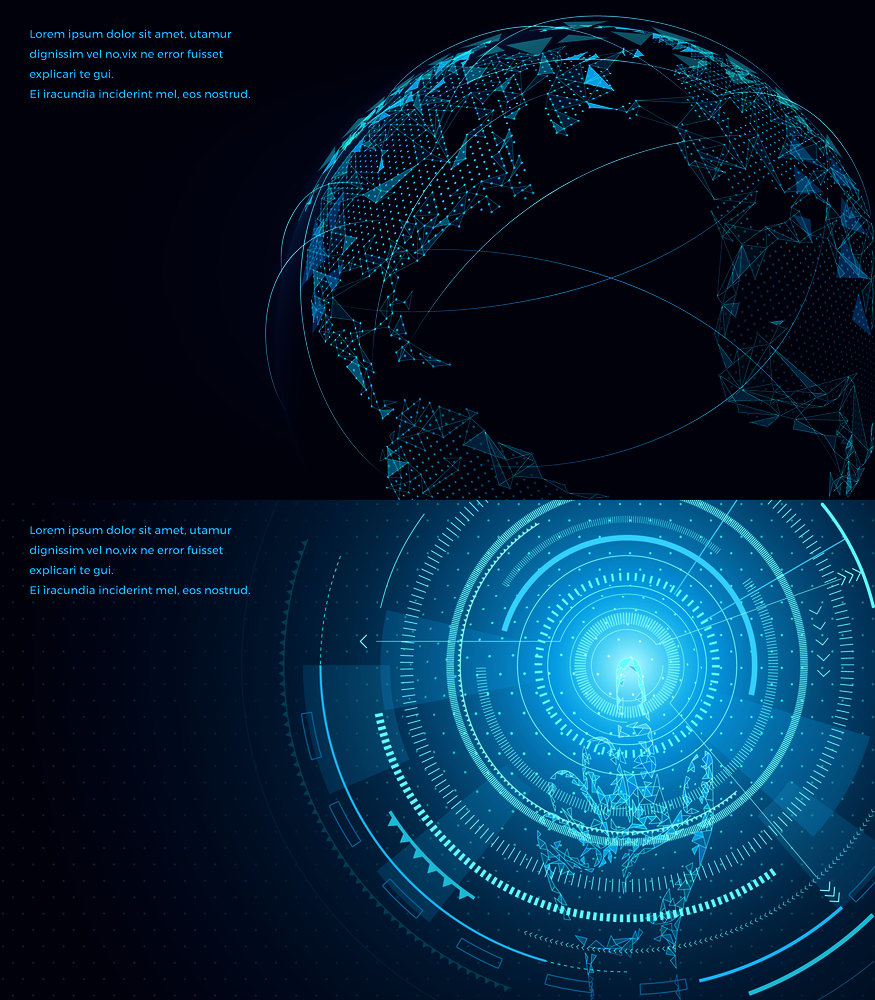 Lorem ipsum dolor sit amet, utamur
dignissim vel no,vix ne error fuisset
explicari te gui.
Ei iracundia inciderint mel, eos nostrud.
Lorem ipsum dolor sit amet, utamur
dignissim vel no,vix ne error fuisset
explicari te gui.
Ei iracundia inciderint mel, eos nostrud.